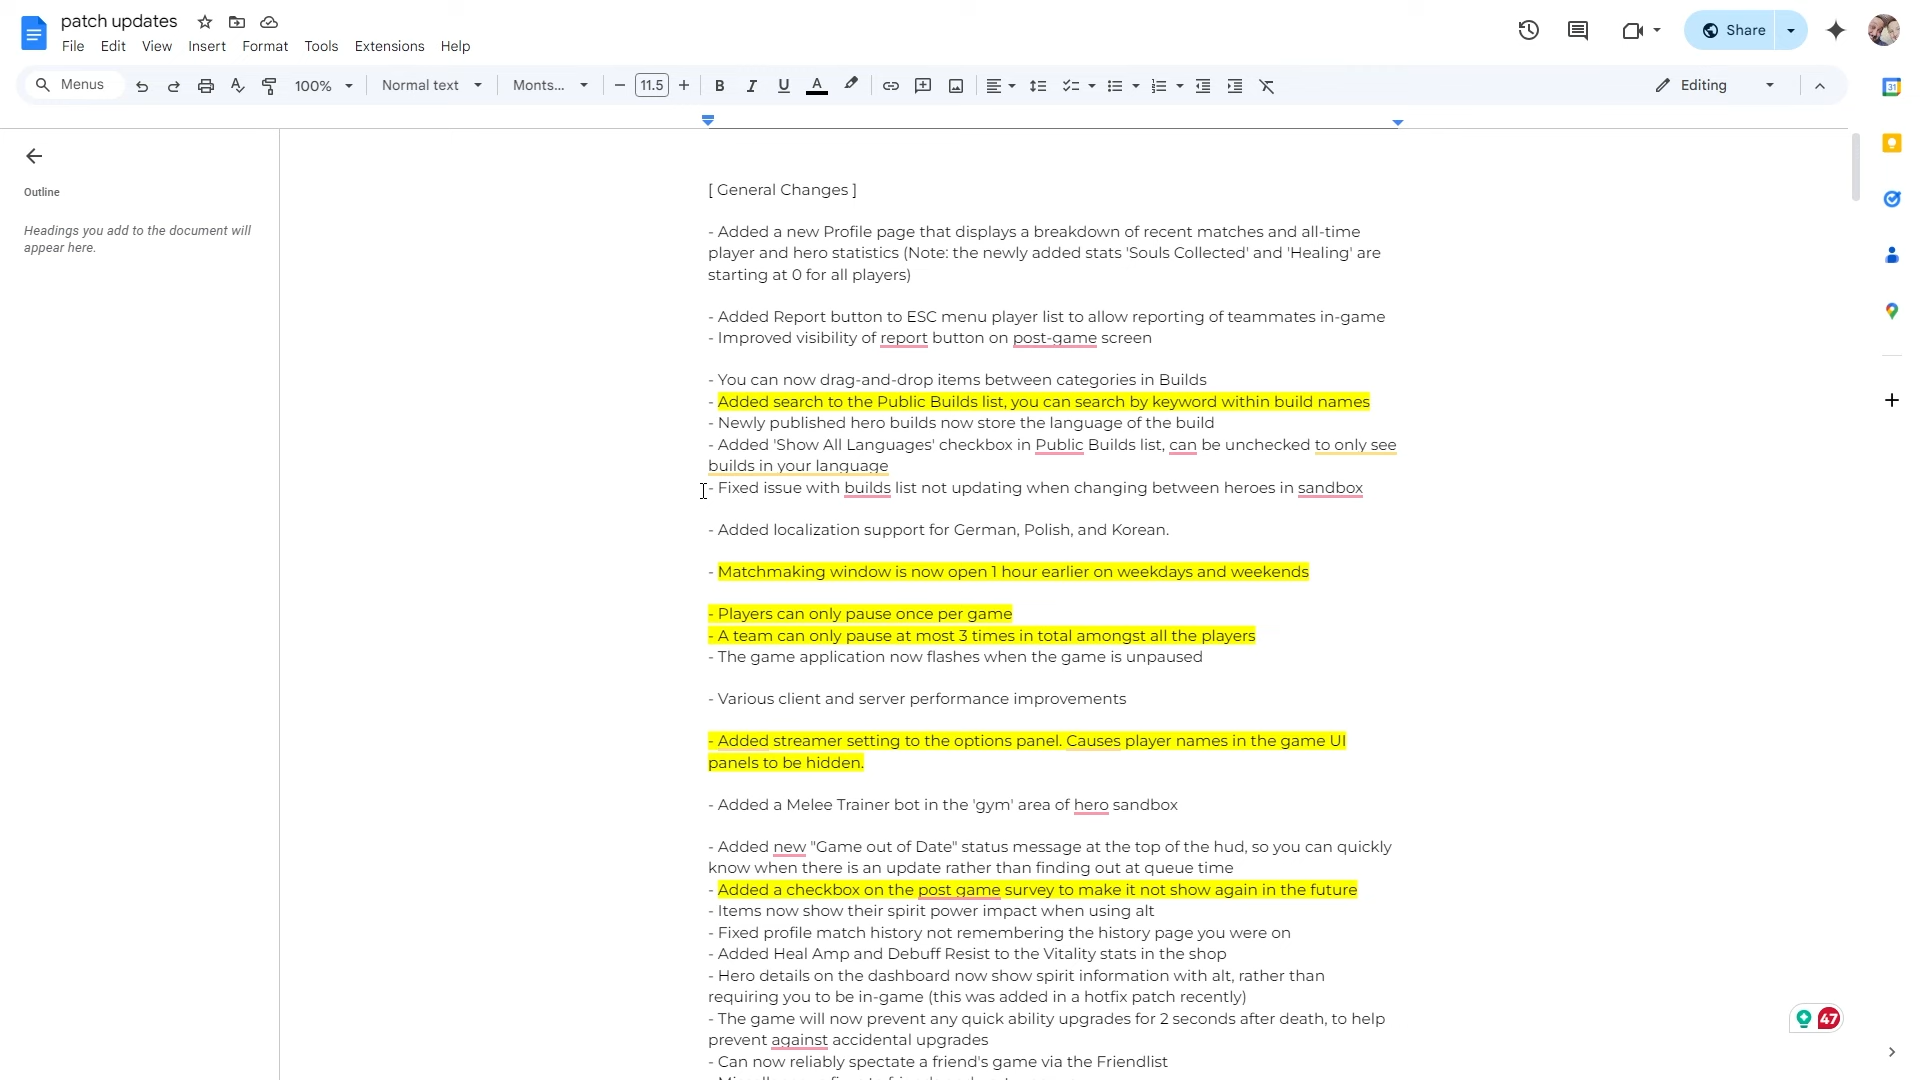 patch updates
File Edit View Insert Format Tools Extensions Help
Share
Menus 100% Normal text Monts... 11.5 B I U A Editing
31
Outline
Headings you add to the document will
appear here.
[ General Changes ]
- Added a new Profile page that displays a breakdown of recent matches and all-time
player and hero statistics (Note: the newly added stats 'Souls Collected' and 'Healing' are
starting at 0 for all players)
- Added Report button to ESC menu player list to allow reporting of teammates in-game
- Improved visibility of report button on post-game screen
- You can now drag-and-drop items between categories in Builds
- Added search to the Public Builds list, you can search by keyword within build names
- Newly published hero builds now store the language of the build
- Added 'Show All Languages' checkbox in Public Builds list, can be unchecked to only see
builds in your language
- Fixed issue with builds list not updating when changing between heroes in sandbox
- Added localization support for German, Polish, and Korean.
- Matchmaking window is now open 1 hour earlier on weekdays and weekends
- Players can only pause once per game
- A team can only pause at most 3 times in total amongst all the players
- The game application now flashes when the game is unpaused
- Various client and server performance improvements
- Added streamer setting to the options panel. Causes player names in the game UI
panels to be hidden.
- Added a Melee Trainer bot in the 'gym' area of hero sandbox
- Added new "Game out of Date" status message at the top of the hud, so you can quickly
know when there is an update rather than finding out at queue time
- Added a checkbox on the post game survey to make it not show again in the future
- Items now show their spirit power impact when using alt
- Fixed profile match history not remembering the history page you were on
- Added Heal Amp and Debuff Resist to the Vitality stats in the shop
- Hero details on the dashboard now show spirit information with alt, rather than
requiring you to be in-game (this was added in a hotfix patch recently)
- The game will now prevent any quick ability upgrades for 2 seconds after death, to help
prevent against accidental upgrades
- Can now reliably spectate a friend's game via the Friendlist
47